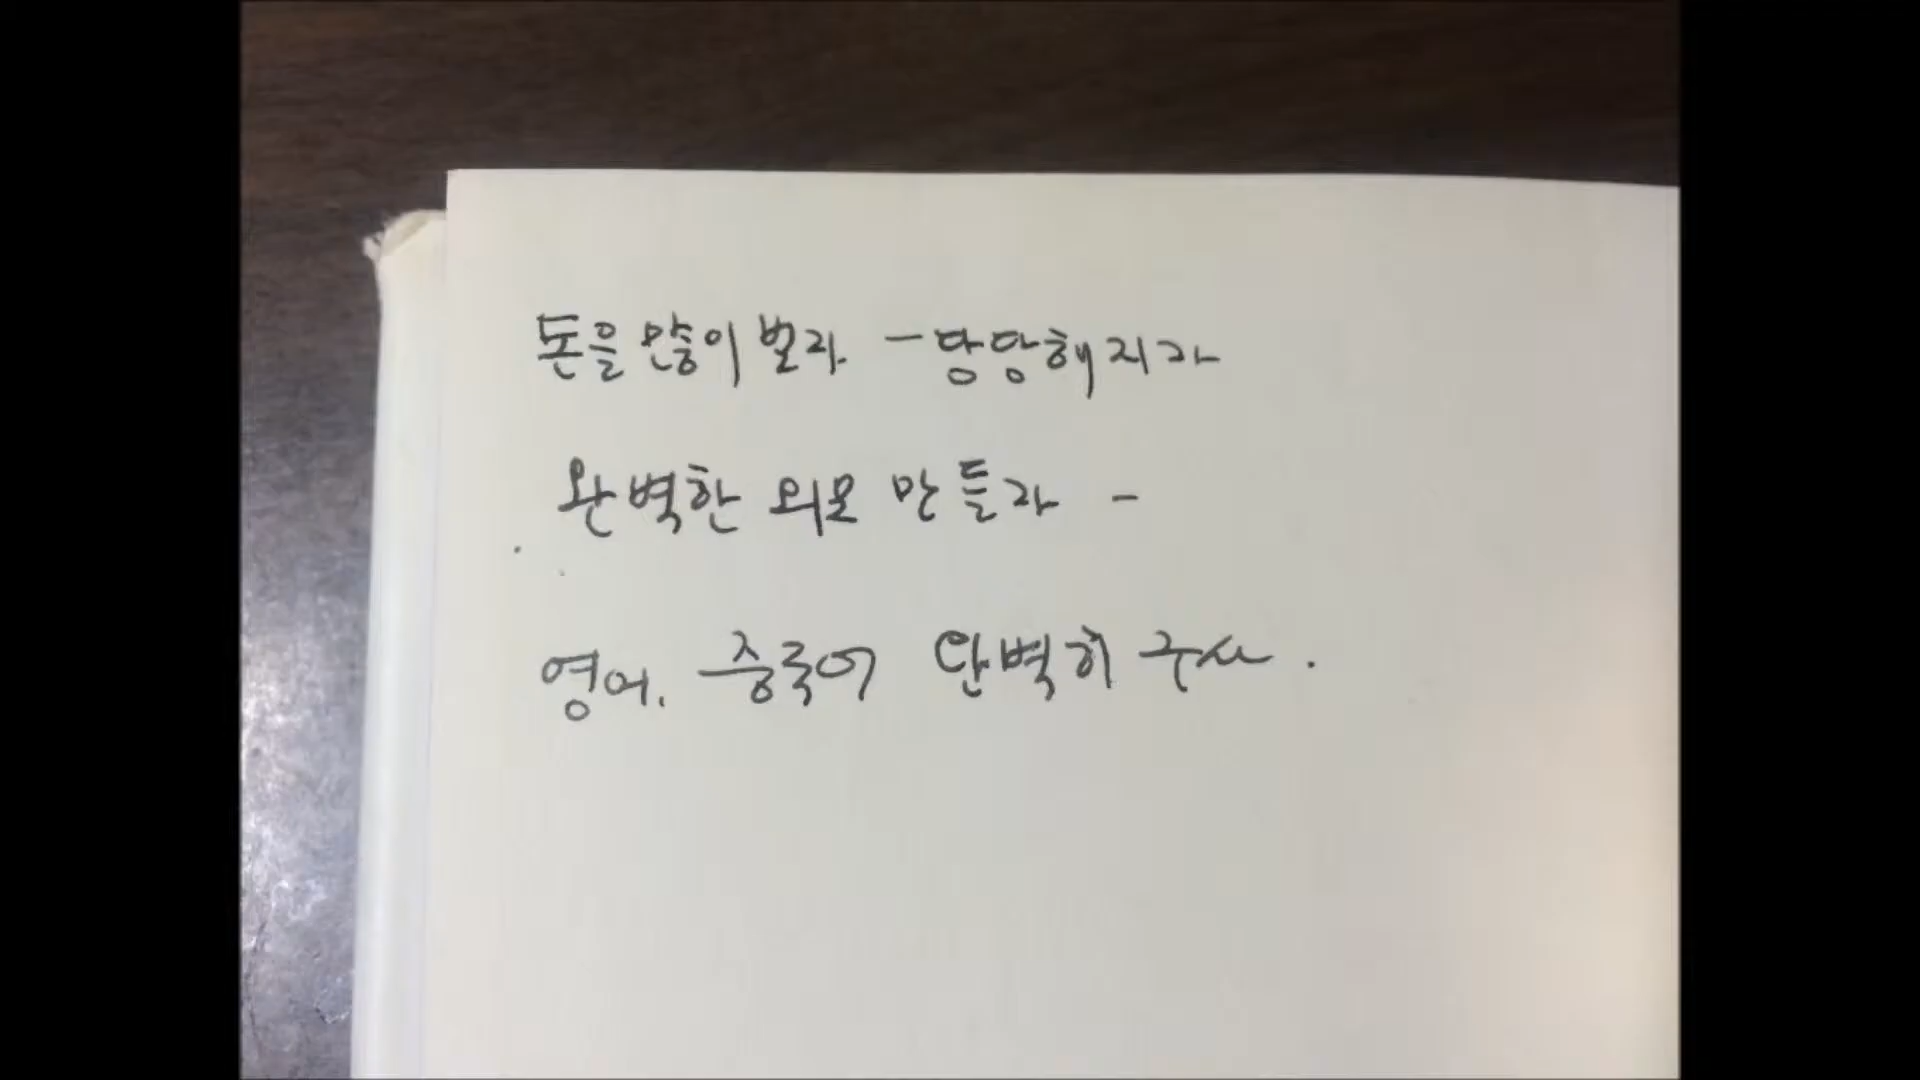 돈을 많이 벌자 - 당당해지자
완벽한 외모 만들자 -
영어. 중국어 완벽히 구사.